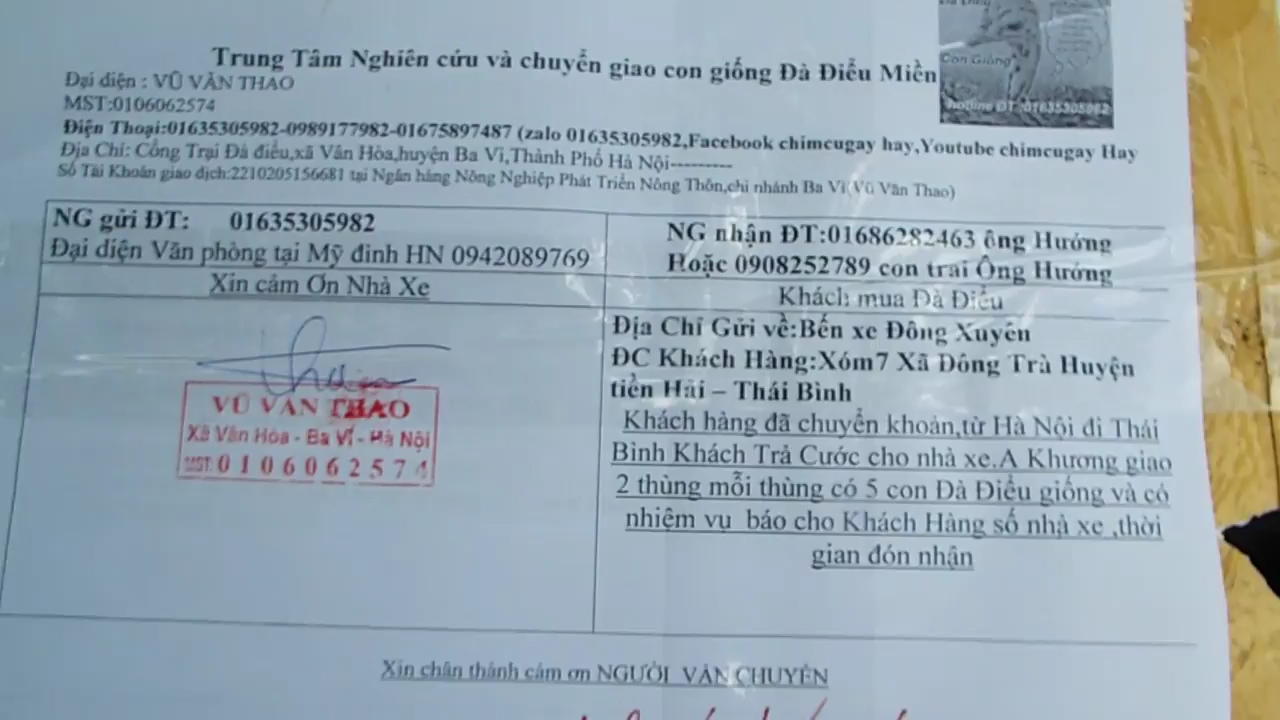 Con Giống
hotline ĐT :01635305982
Trung Tâm Nghiên cứu và chuyển giao con giống Đà Điểu Miền
Đại diện : VŨ VĂN THAO
MST:0106062574
Điện Thoại:01635305982-0989177982-01675897487 (zalo 01635305982,Facebook chimcugay hay,Youtube chimcugay Hay
Địa Chỉ: Cổng Trại Đà điểu,xã Vân Hòa,huyện Ba Vì,Thành Phố Hà Nội---------
Số Tài Khoản giao dịch:2210205156681 tại Ngân hàng Nông Nghiệp Phát Triển Nông Thôn,chi nhánh Ba Vì(Vũ Văn Thao)
NG gửi ĐT: 01635305982
Đại diện Văn phòng tại Mỹ đình HN 0942089769
Xin cảm Ơn Nhà Xe
NG nhận ĐT:01686282463 ông Hướng
Hoặc 0908252789 con trai Ông Hướng
Khách mua Đà Điểu
Thao
VŨ VĂN THAO
Xã Vân Hòa - Ba Vì - Hà Nội
MST: 0106062574
Địa Chỉ Gửi về:Bến xe Đông Xuyên
ĐC Khách Hàng:Xóm7 Xã Đông Trà Huyện
tiền Hải – Thái Bình
Khách hàng đã chuyển khoản,từ Hà Nội đi Thái
Bình Khách Trả Cước cho nhà xe.A Khương giao
2 thùng mỗi thùng có 5 con Đà Điểu giống và có
nhiệm vụ báo cho Khách Hàng số nhà xe ,thời
gian đón nhận
Xin chân thành cảm ơn NGƯỜI VẬN CHUYỂN